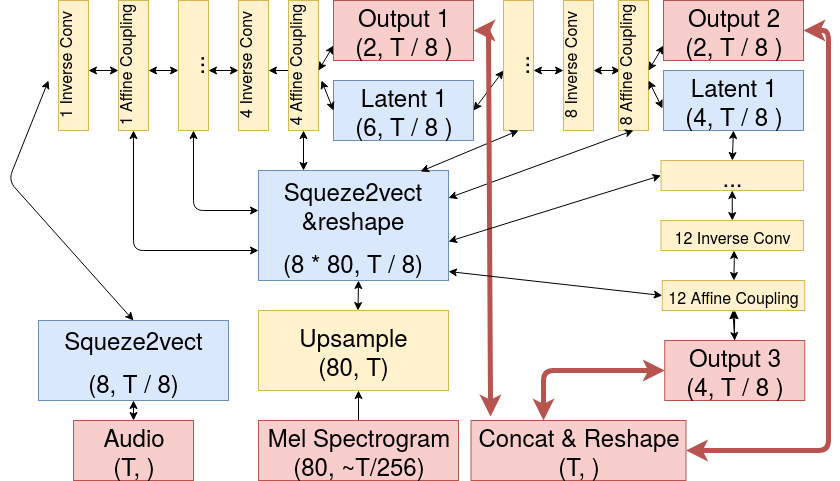 1 Inverse Conv
1 Affine Coupling
...
4 Inverse Conv
4 Affine Coupling
Output 1
(2, T / 8 )
Latent 1
(6, T / 8 )
...
8 Inverse Conv
8 Affine Coupling
Output 2
(2, T / 8 )
Latent 1
(4, T / 8 )
...
12 Inverse Conv
12 Affine Coupling
Output 3
(4, T / 8 )
Squeze2vect
&reshape
(8 * 80, T / 8)
Upsample
(80, T)
Squeze2vect
(8, T / 8)
Audio
(T, )
Mel Spectrogram
(80, ~T/256)
Concat & Reshape
(T, )